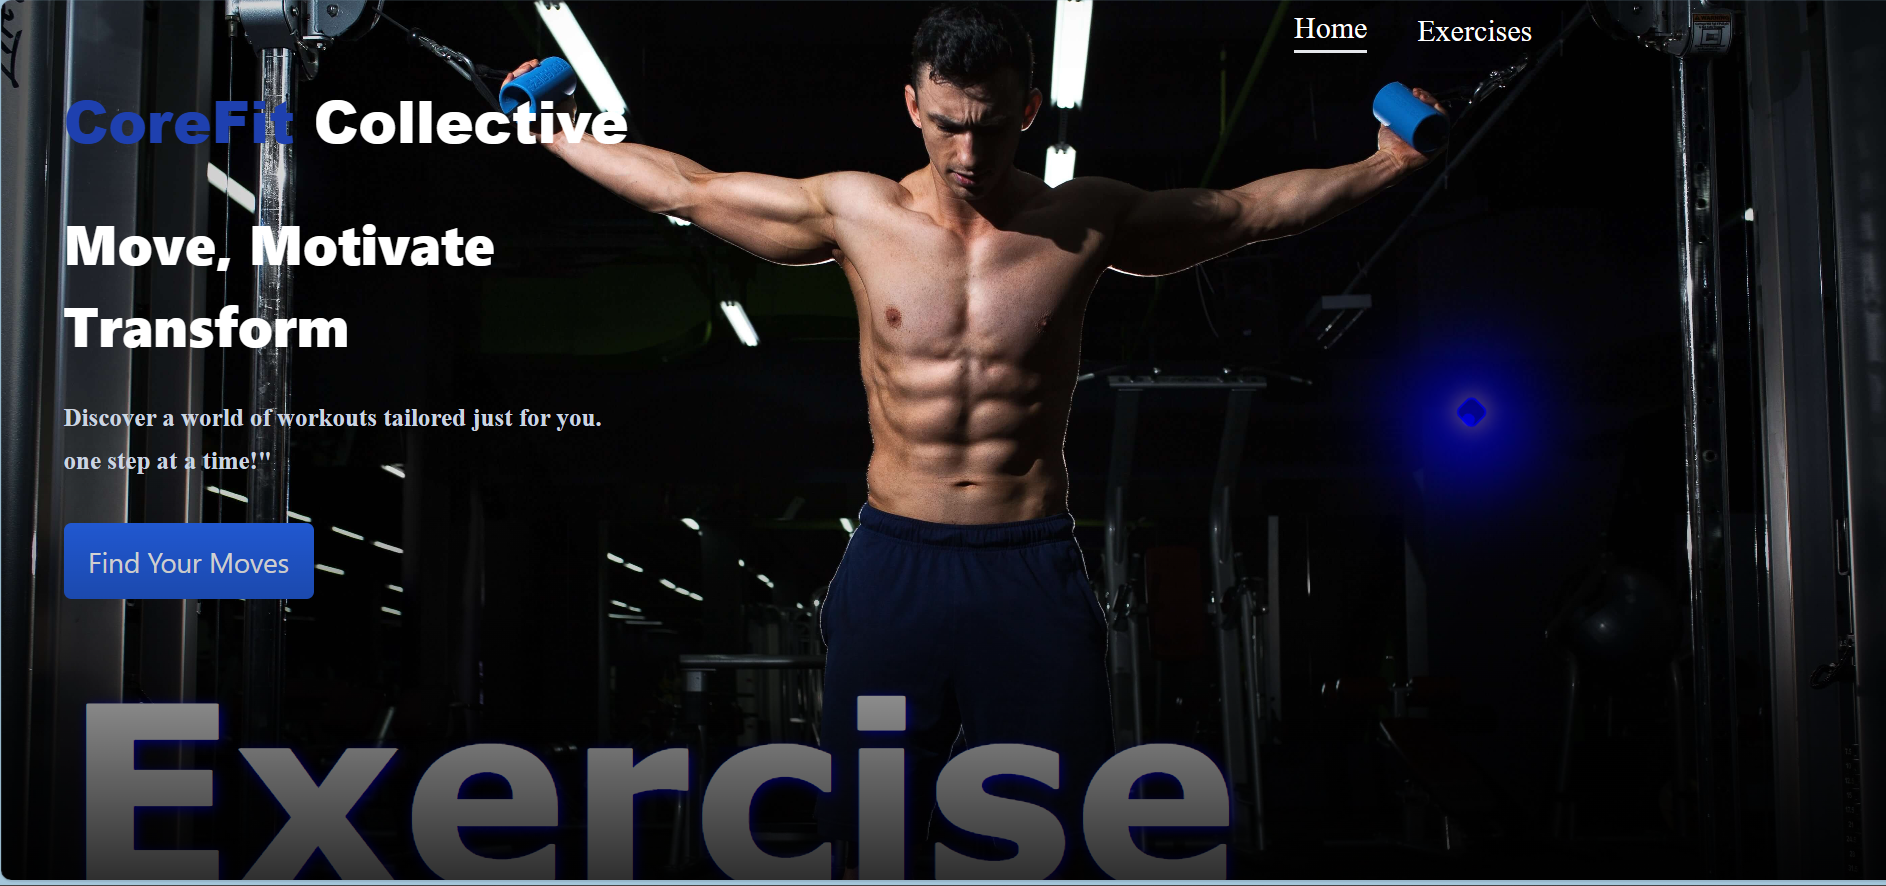 Home
Exercises
CoreFit Collective
Move, Motivate
Transform
Discover a world of workouts tailored just for you.
one step at a time!"
Find Your Moves
Exercise